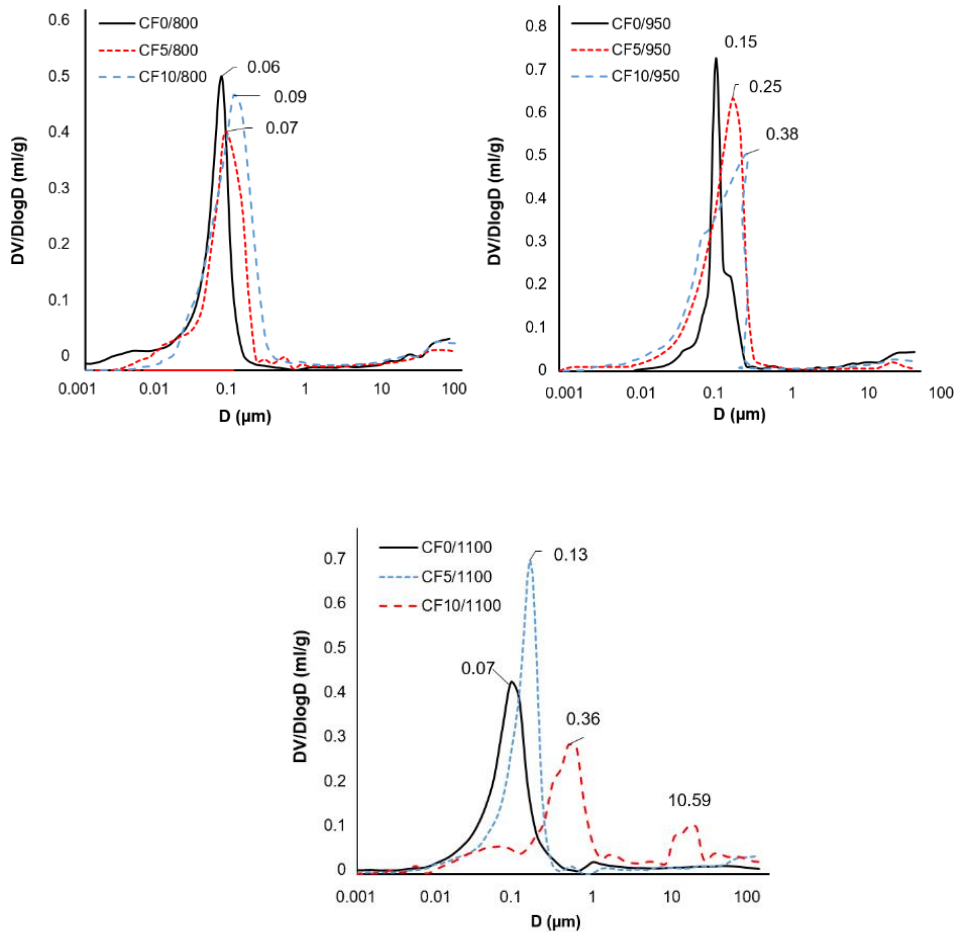 0.6
0.5
0.4
0.3
0.2
0.1
0
DV/DlogD (ml/g)
CF0/800
CF5/800
CF10/800
0.06
0.09
0.07
0.001 0.01 0.1 1 10 100
D (µm)
0.8
0.7
0.6
0.5
0.4
0.3
0.2
0.1
0
DV/DlogD (ml/g)
CF0/950
CF5/950
CF10/950
0.15
0.25
0.38
0.001 0.01 0.1 1 10 100
D (µm)
0.7
0.6
0.5
0.4
0.3
0.2
0.1
0
DV/DlogD (ml/g)
CF0/1100
CF5/1100
CF10/1100
0.13
0.07
0.36
10.59
0.001 0.01 0.1 1 10 100
D (µm)